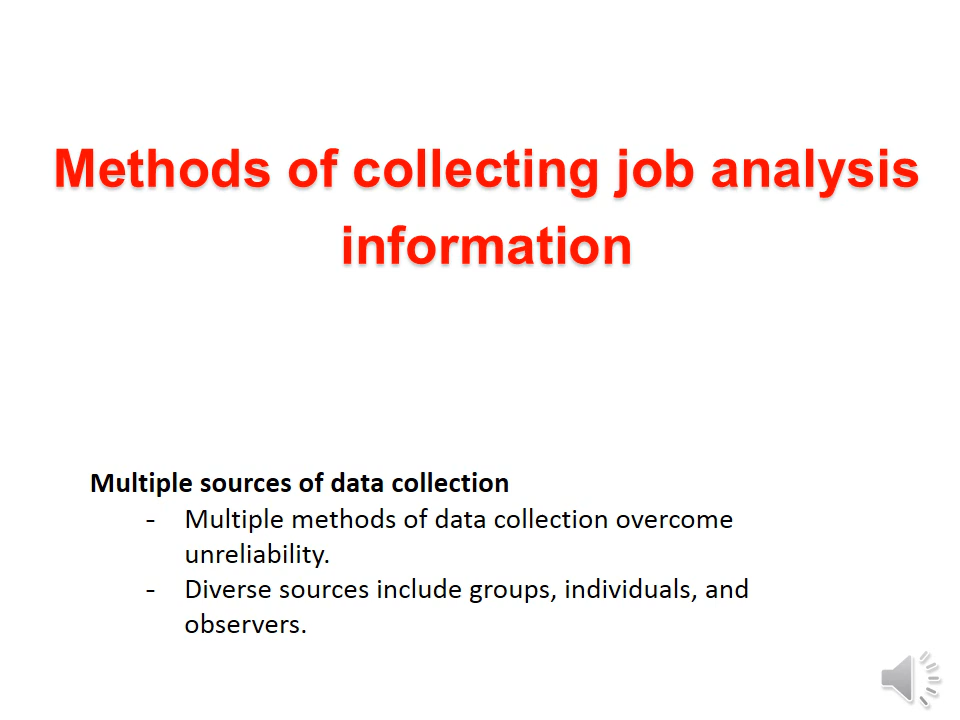 Methods of collecting job analysis
information
Multiple sources of data collection
- Multiple methods of data collection overcome
unreliability.
- Diverse sources include groups, individuals, and
observers.